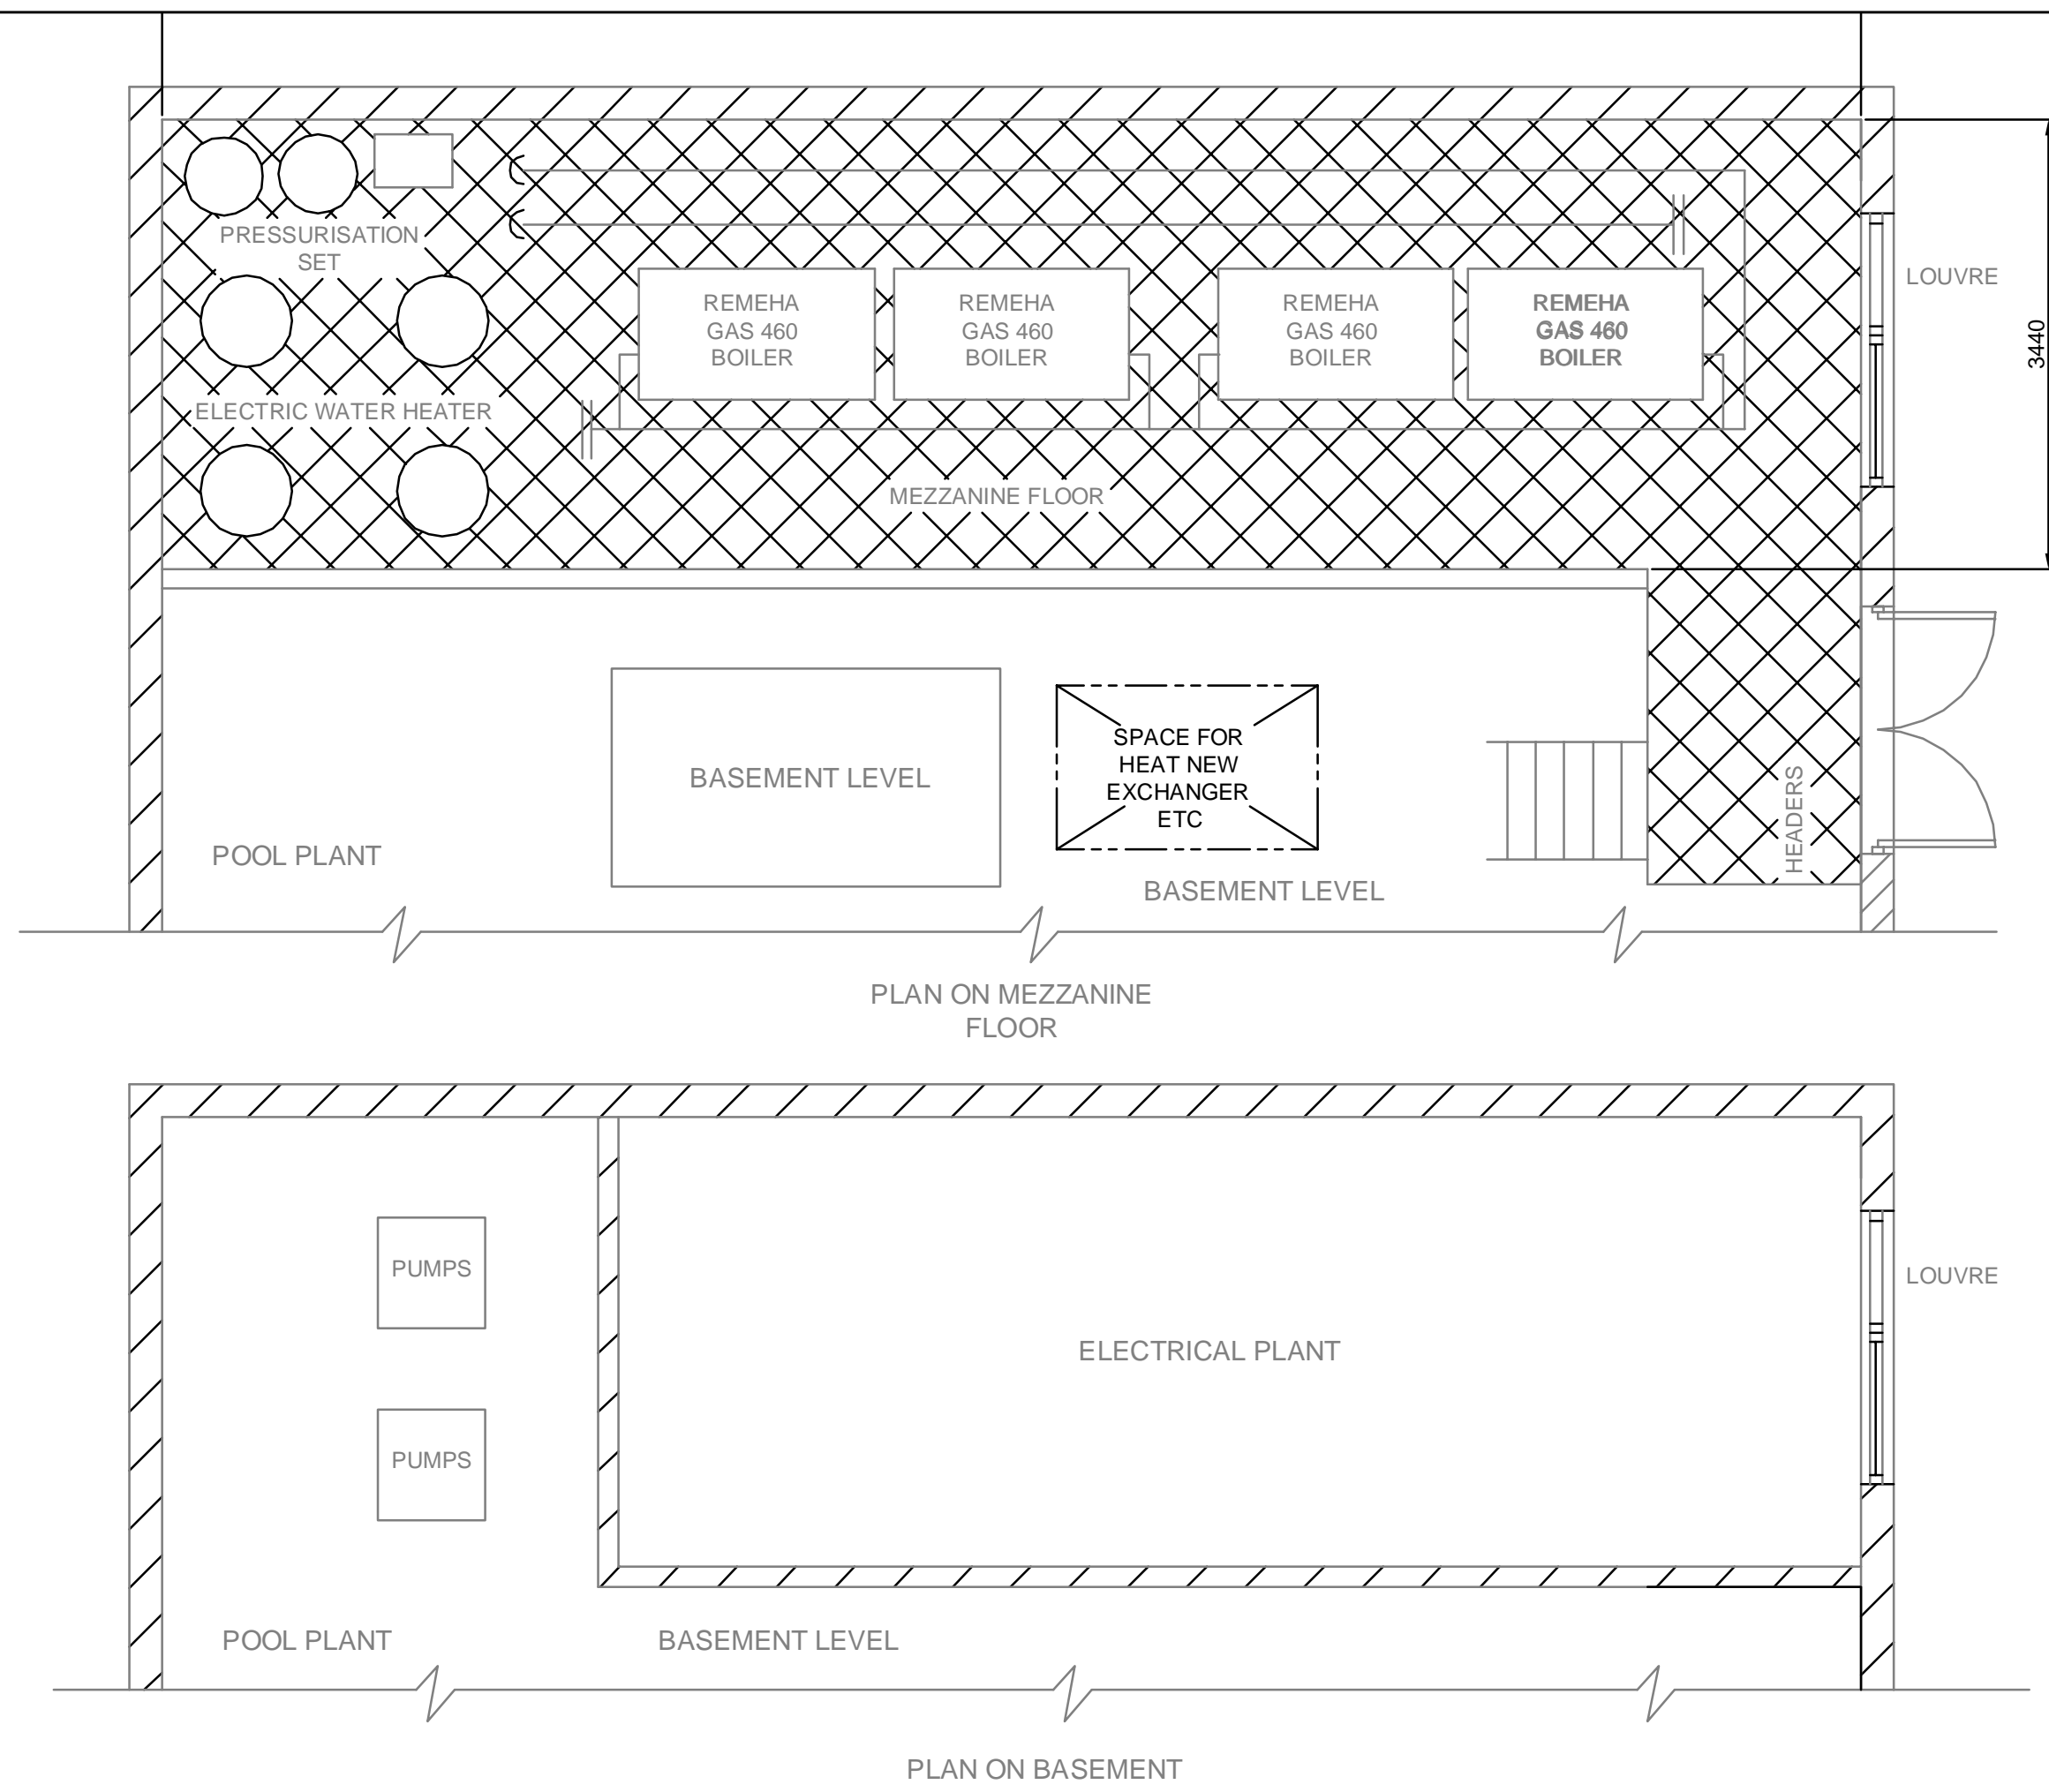 PRESSURISATION
SET
LOUVRE
REMEHA
GAS 460
BOILER
REMEHA
GAS 460
BOILER
REMEHA
GAS 460
BOILER
REMEHA
GAS 460
BOILER
3440
ELECTRIC WATER HEATER
MEZZANINE FLOOR
SPACE FOR
HEAT NEW
EXCHANGER
ETC
BASEMENT LEVEL
HEADERS
POOL PLANT
BASEMENT LEVEL
PLAN ON MEZZANINE
FLOOR
PUMPS
LOUVRE
ELECTRICAL PLANT
PUMPS
POOL PLANT
BASEMENT LEVEL
PLAN ON BASEMENT